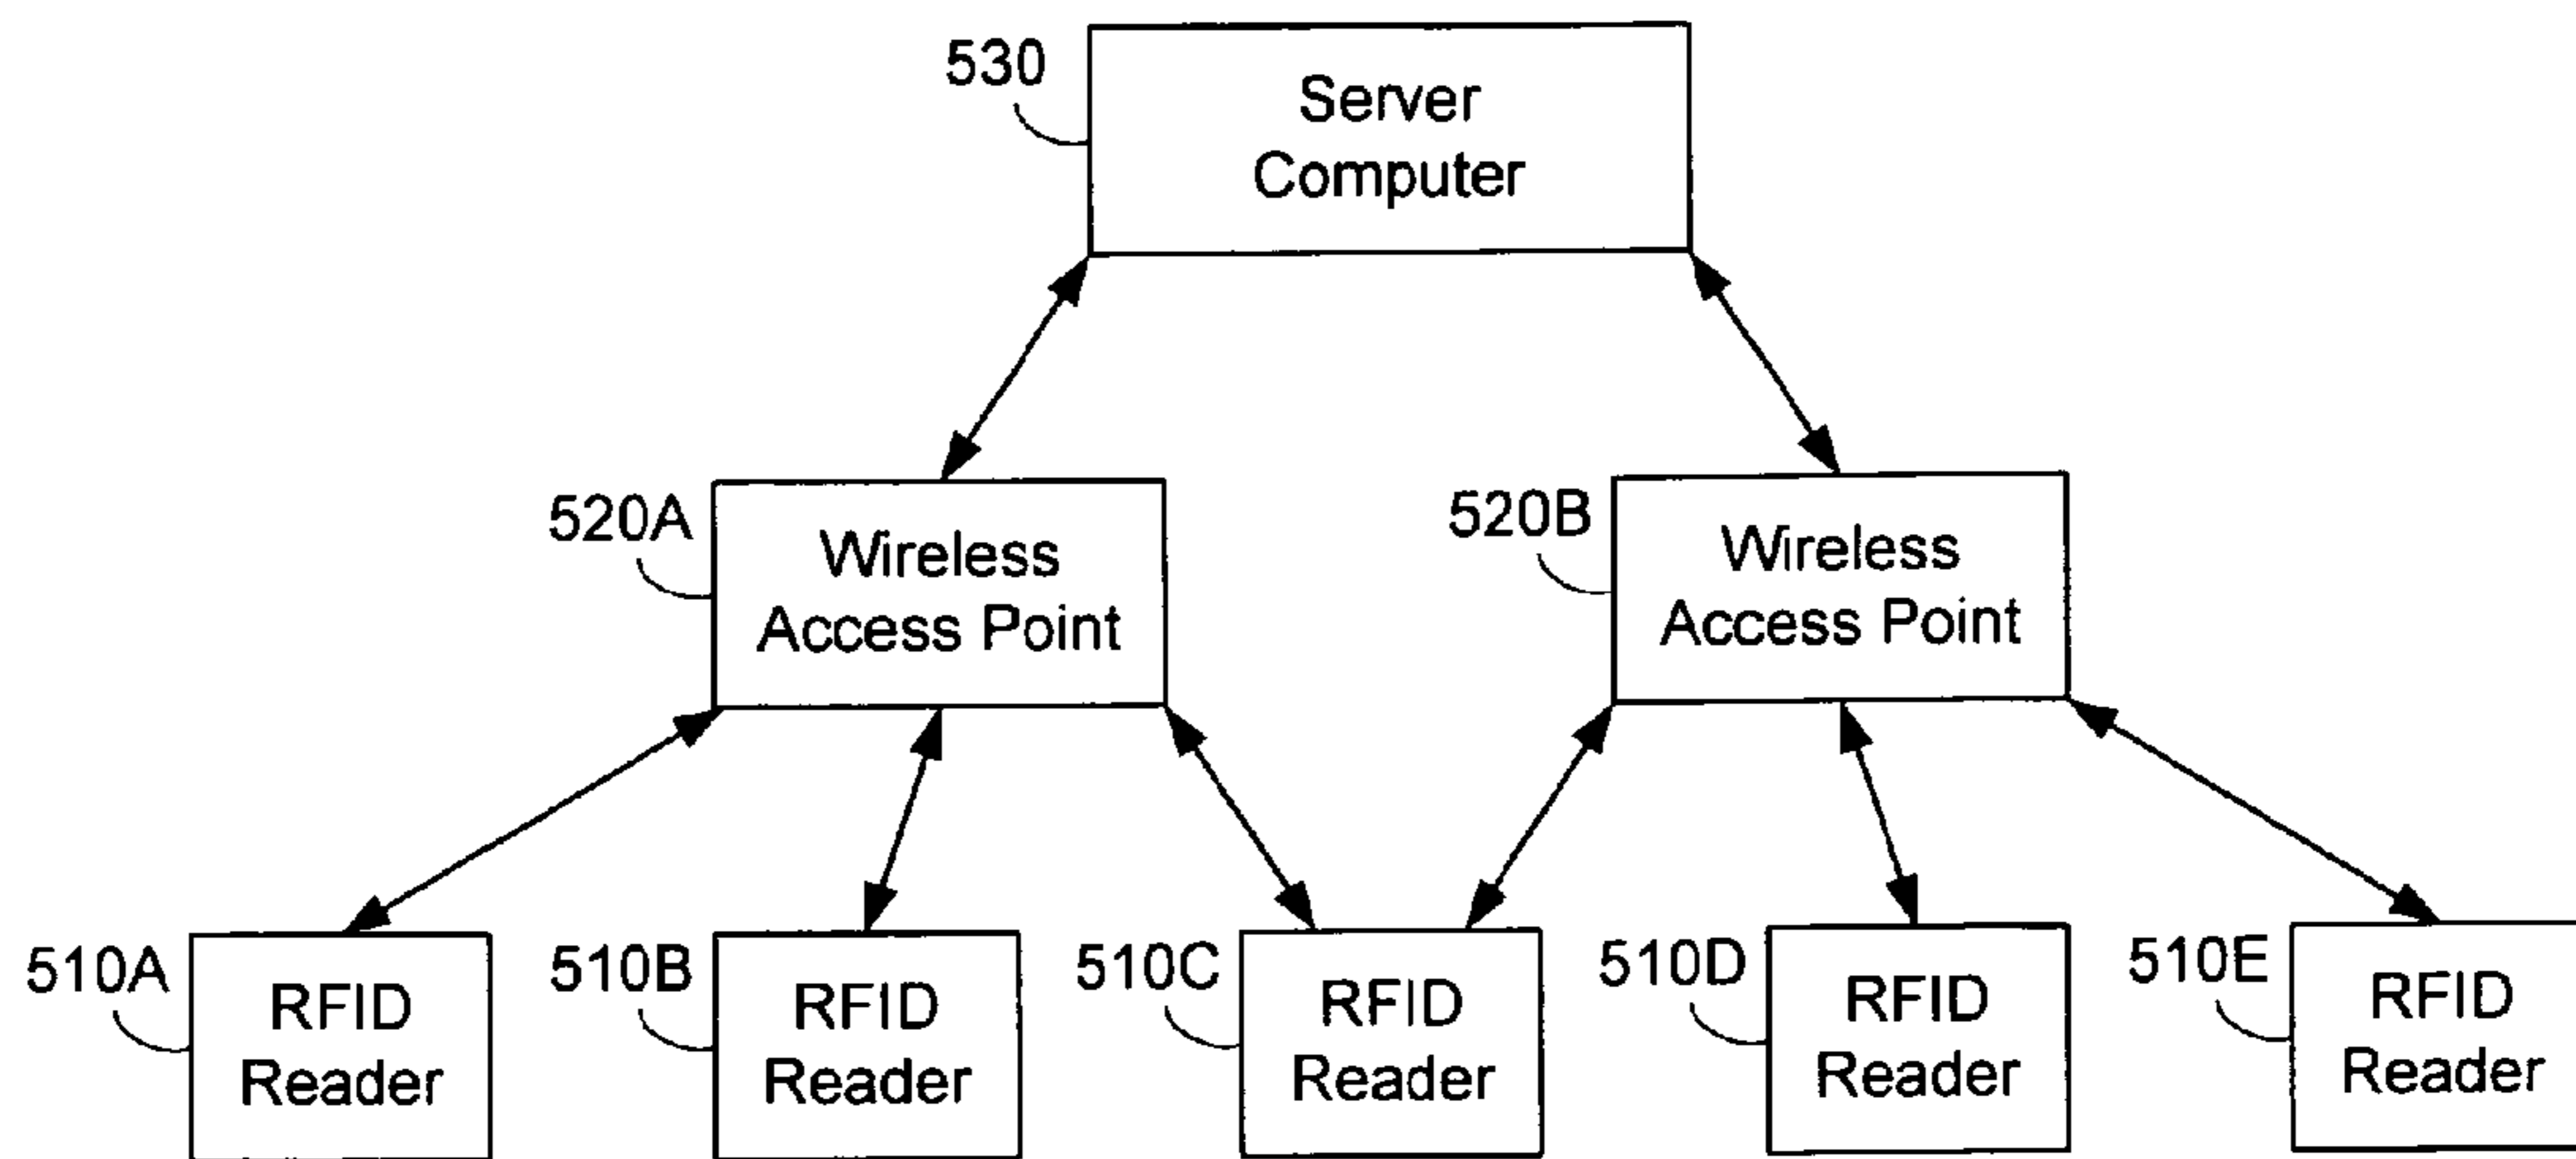 530
Server
Computer
520A
Wireless
Access Point
520B
Wireless
Access Point
510A
RFID
Reader
510B
RFID
Reader
510C
RFID
Reader
510D
RFID
Reader
510E
RFID
Reader